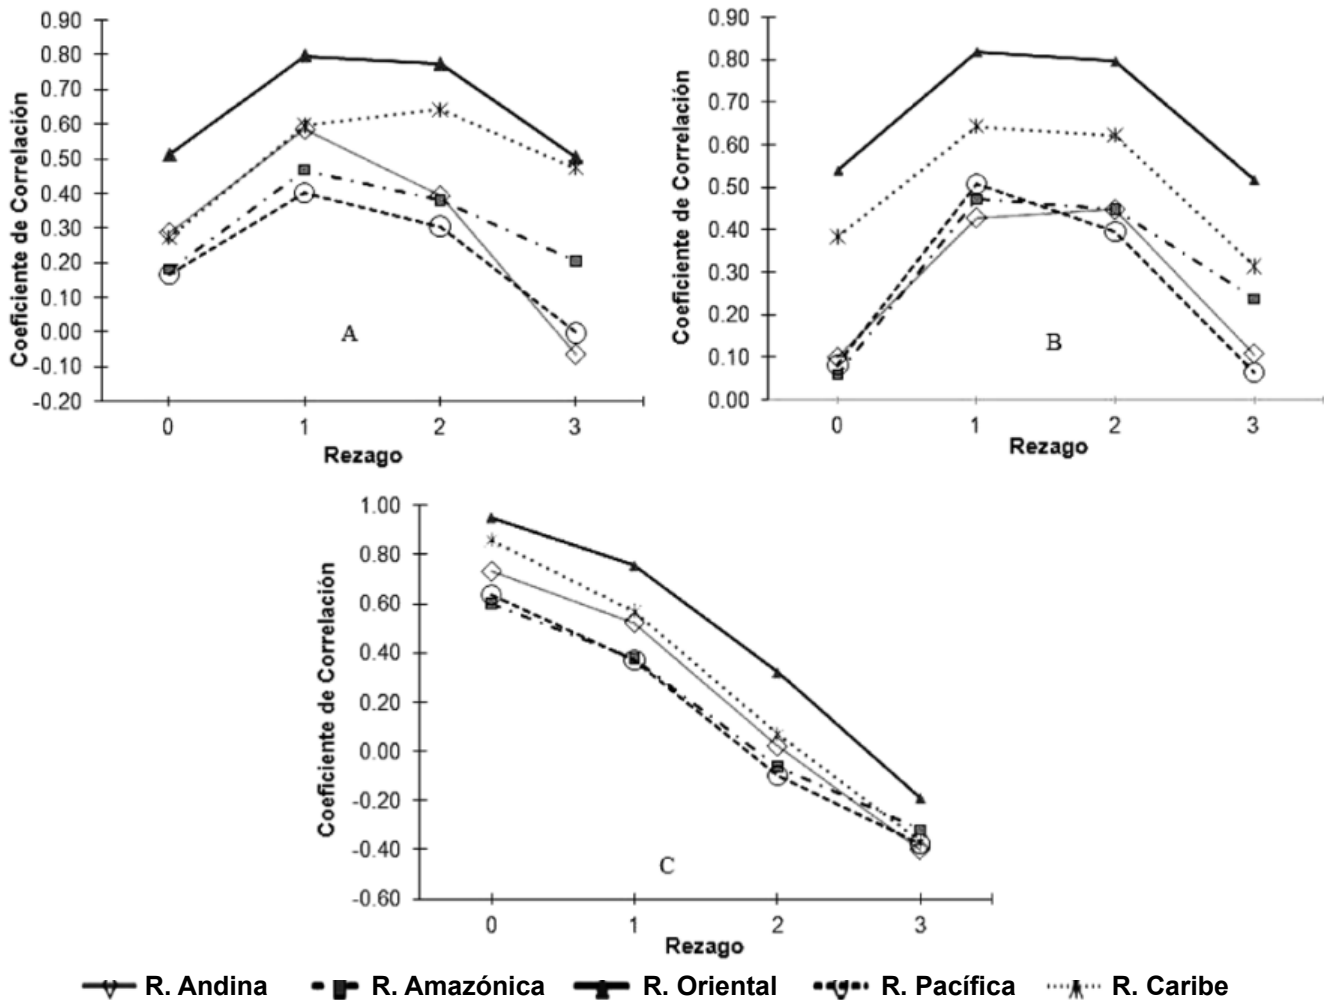 0.90
0.80
0.70
0.60
0.50
0.40
0.30
0.20
0.10
0.00
-0.10
-0.20
Coeficiente de Correlación
A
0 1 2 3
Rezago
0.90
0.80
0.70
0.60
0.50
0.40
0.30
0.20
0.10
0.00
Coeficiente de Correlación
B
0 1 2 3
Rezago
1.00
0.80
0.60
0.40
0.20
0.00
-0.20
-0.40
-0.60
Coeficiente de Correlación
C
0 1 2 3
Rezago
R. Andina R. Amazónica R. Oriental R. Pacífica R. Caribe